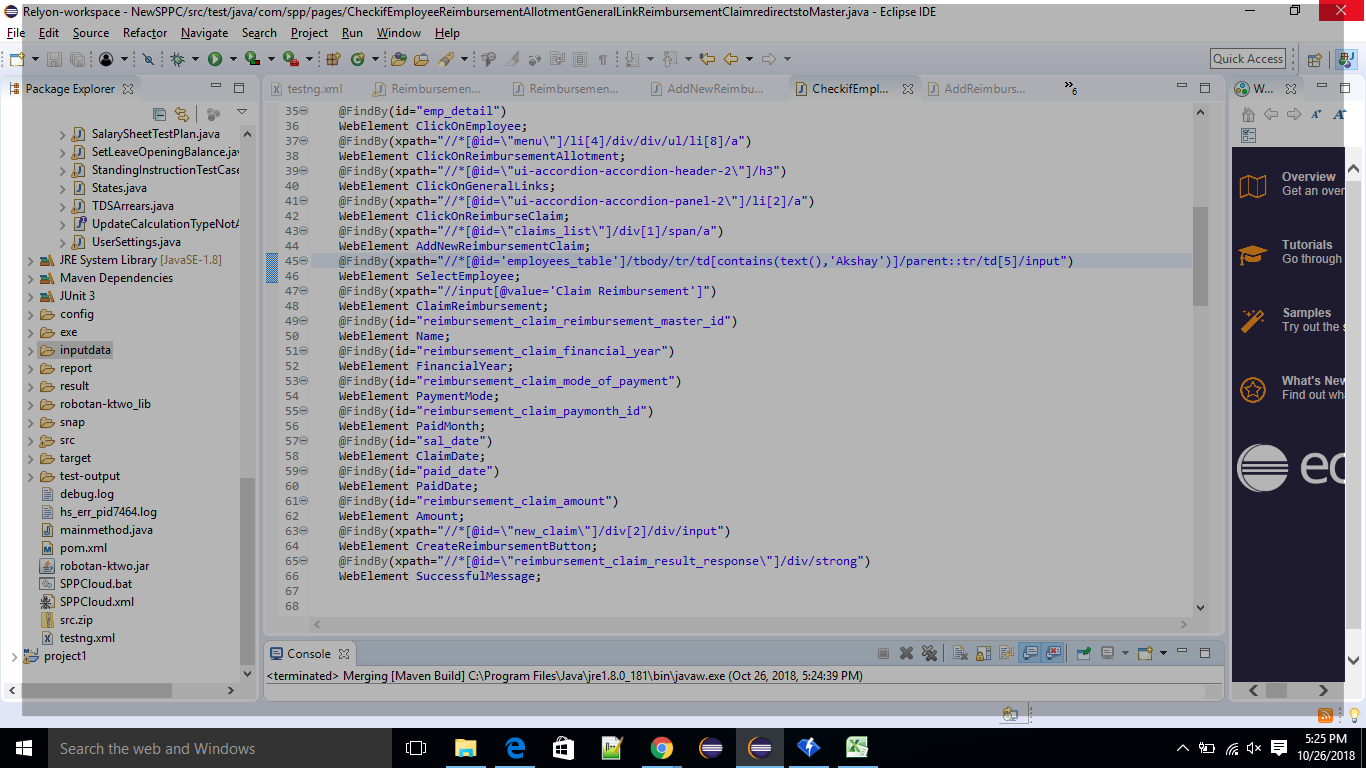 Relyon-workspace - NewSPPC/src/test/java/com/spp/pages/CheckifEmployeeReimbursementAllotmentGeneralLinkReimbursementClaimredirectstoMaster.java - Eclipse IDE
File Edit Source Refactor Navigate Search Project Run Window Help
Quick Access
Package Explorer
testng.xml
Reimbursemen...
Reimbursemen...
AddNewReimbu...
CheckifEmpl...
AddReimburs...
6
W...
SalarySheetTestPlan.java
SetLeaveOpeningBalance.jav
StandingInstructionTestCase
States.java
TDSArrears.java
UpdateCalculationTypeNotA
UserSettings.java
JRE System Library [JavaSE-1.8]
Maven Dependencies
JUnit 3
config
exe
inputdata
report
result
robotan-ktwo_lib
snap
src
target
test-output
debug.log
hs_err_pid7464.log
mainmethod.java
pom.xml
robotan-ktwo.jar
SPPCloud.bat
SPPCloud.xml
src.zip
testng.xml
project1
35 @FindBy(id="emp_detail")
36 WebElement ClickOnEmployee;
37 @FindBy(xpath="//*[@id=\"menu\"]/li[4]/div/div/ul/li[8]/a")
38 WebElement ClickOnReimbursementAllotment;
39 @FindBy(xpath="//*[@id=\"ui-accordion-accordion-header-2\"]/h3")
40 WebElement ClickOnGeneralLinks;
41 @FindBy(xpath="//*[@id=\"ui-accordion-accordion-panel-2\"]/li[2]/a")
42 WebElement ClickOnReimburseClaim;
43 @FindBy(xpath="//*[@id=\"claims_list\"]/div[1]/span/a")
44 WebElement AddNewReimbursementClaim;
45 @FindBy(xpath="//*[@id='employees_table']/tbody/tr/td[contains(text(),'Akshay')]/parent::tr/td[5]/input")
46 WebElement SelectEmployee;
47 @FindBy(xpath="//input[@value='Claim Reimbursement']")
48 WebElement ClaimReimbursement;
49 @FindBy(id="reimbursement_claim_reimbursement_master_id")
50 WebElement Name;
51 @FindBy(id="reimbursement_claim_financial_year")
52 WebElement FinancialYear;
53 @FindBy(id="reimbursement_claim_mode_of_payment")
54 WebElement PaymentMode;
55 @FindBy(id="reimbursement_claim_paymonth_id")
56 WebElement PaidMonth;
57 @FindBy(id="sal_date")
58 WebElement ClaimDate;
59 @FindBy(id="paid_date")
60 WebElement PaidDate;
61 @FindBy(id="reimbursement_claim_amount")
62 WebElement Amount;
63 @FindBy(xpath="//*[@id=\"new_claim\"]/div[2]/div/input")
64 WebElement CreateReimbursementButton;
65 @FindBy(xpath="//*[@id=\"reimbursement_claim_result_response\"]/div/strong")
66 WebElement SuccessfulMessage;
67
68
Overview
Get an over
Tutorials
Go through
Samples
Try out the s
What's New
Find out wha
ec
Console
<terminated> Merging [Maven Build] C:\Program Files\Java\jre1.8.0_181\bin\javaw.exe (Oct 26, 2018, 5:24:39 PM)
Search the web and Windows
5:25 PM
10/26/2018